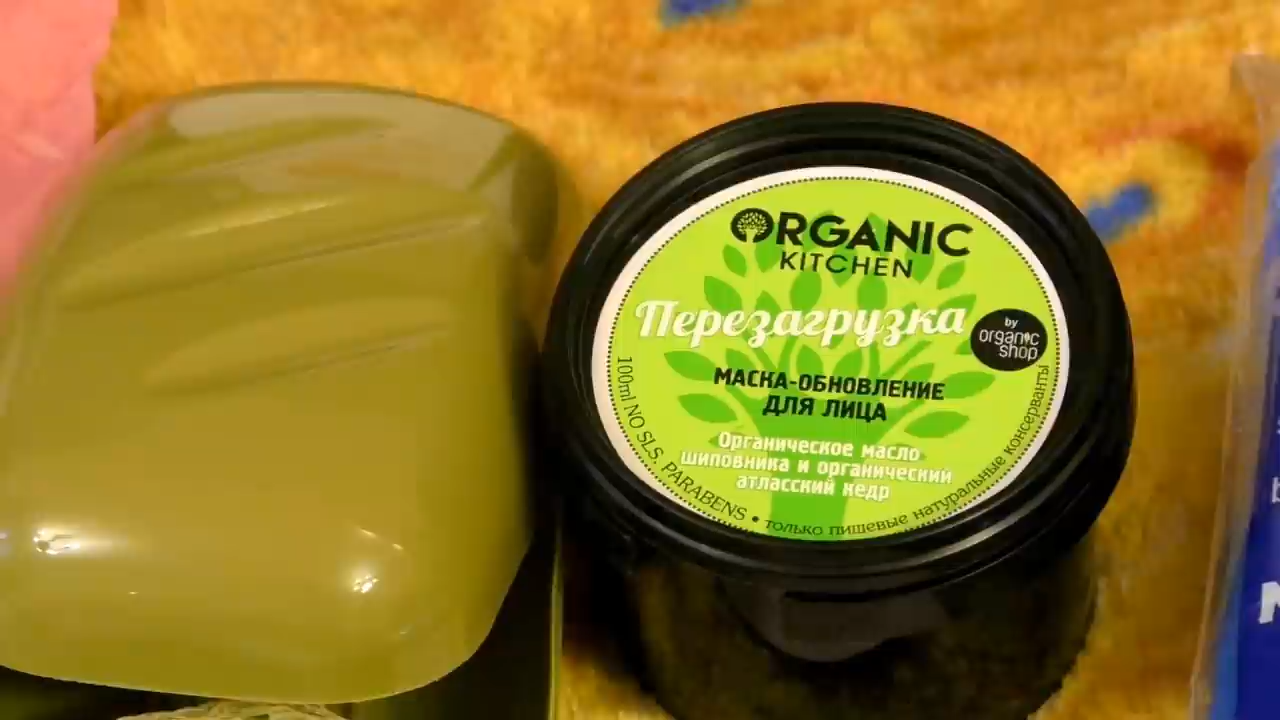 ORGANIC
KITCHEN
Перезагрузка
by
organic
shop
МАСКА-ОБНОВЛЕНИЕ
ДЛЯ ЛИЦА
Органическое масло
шиповника и органический
атласский кедр
100ml NO SLS, PARABENS • только пищевые натуральные консерванты